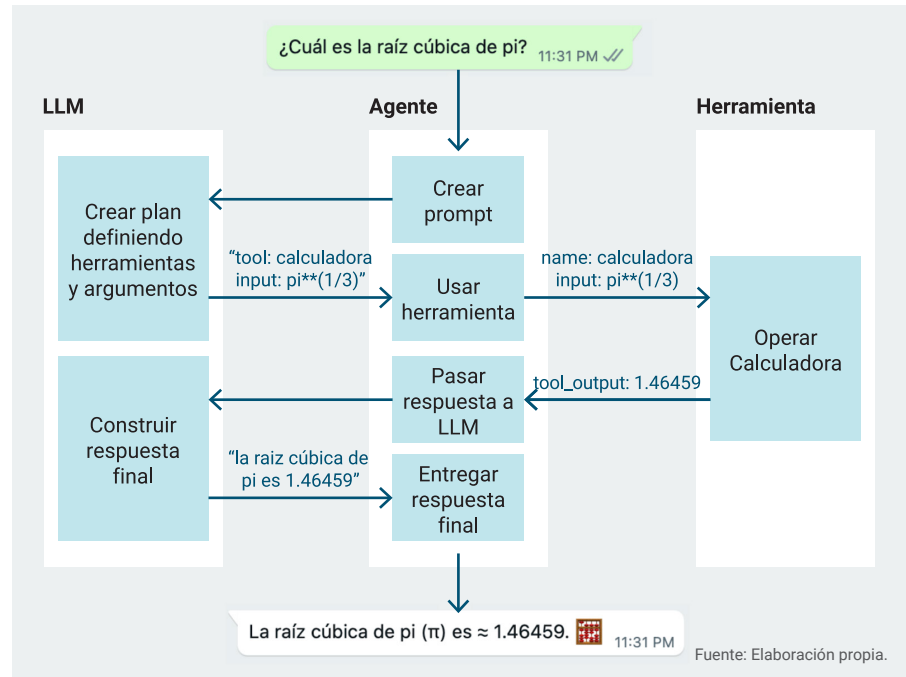 ¿Cuál es la raíz cúbica de pi?
11:31 PM
LLM
Agente
Herramienta
Crear plan
definiendo
herramientas
y argumentos
Crear
prompt
“tool: calculadora
input: pi**(1/3)”
Usar
herramienta
name: calculadora
input: pi**(1/3)
Operar
Calculadora
Pasar
respuesta a
LLM
tool_output: 1.46459
Construir
respuesta
final
“la raiz cúbica de
pi es 1.46459”
Entregar
respuesta
final
La raíz cúbica de pi (π) es ≈ 1.46459.
11:31 PM
Fuente: Elaboración propia.